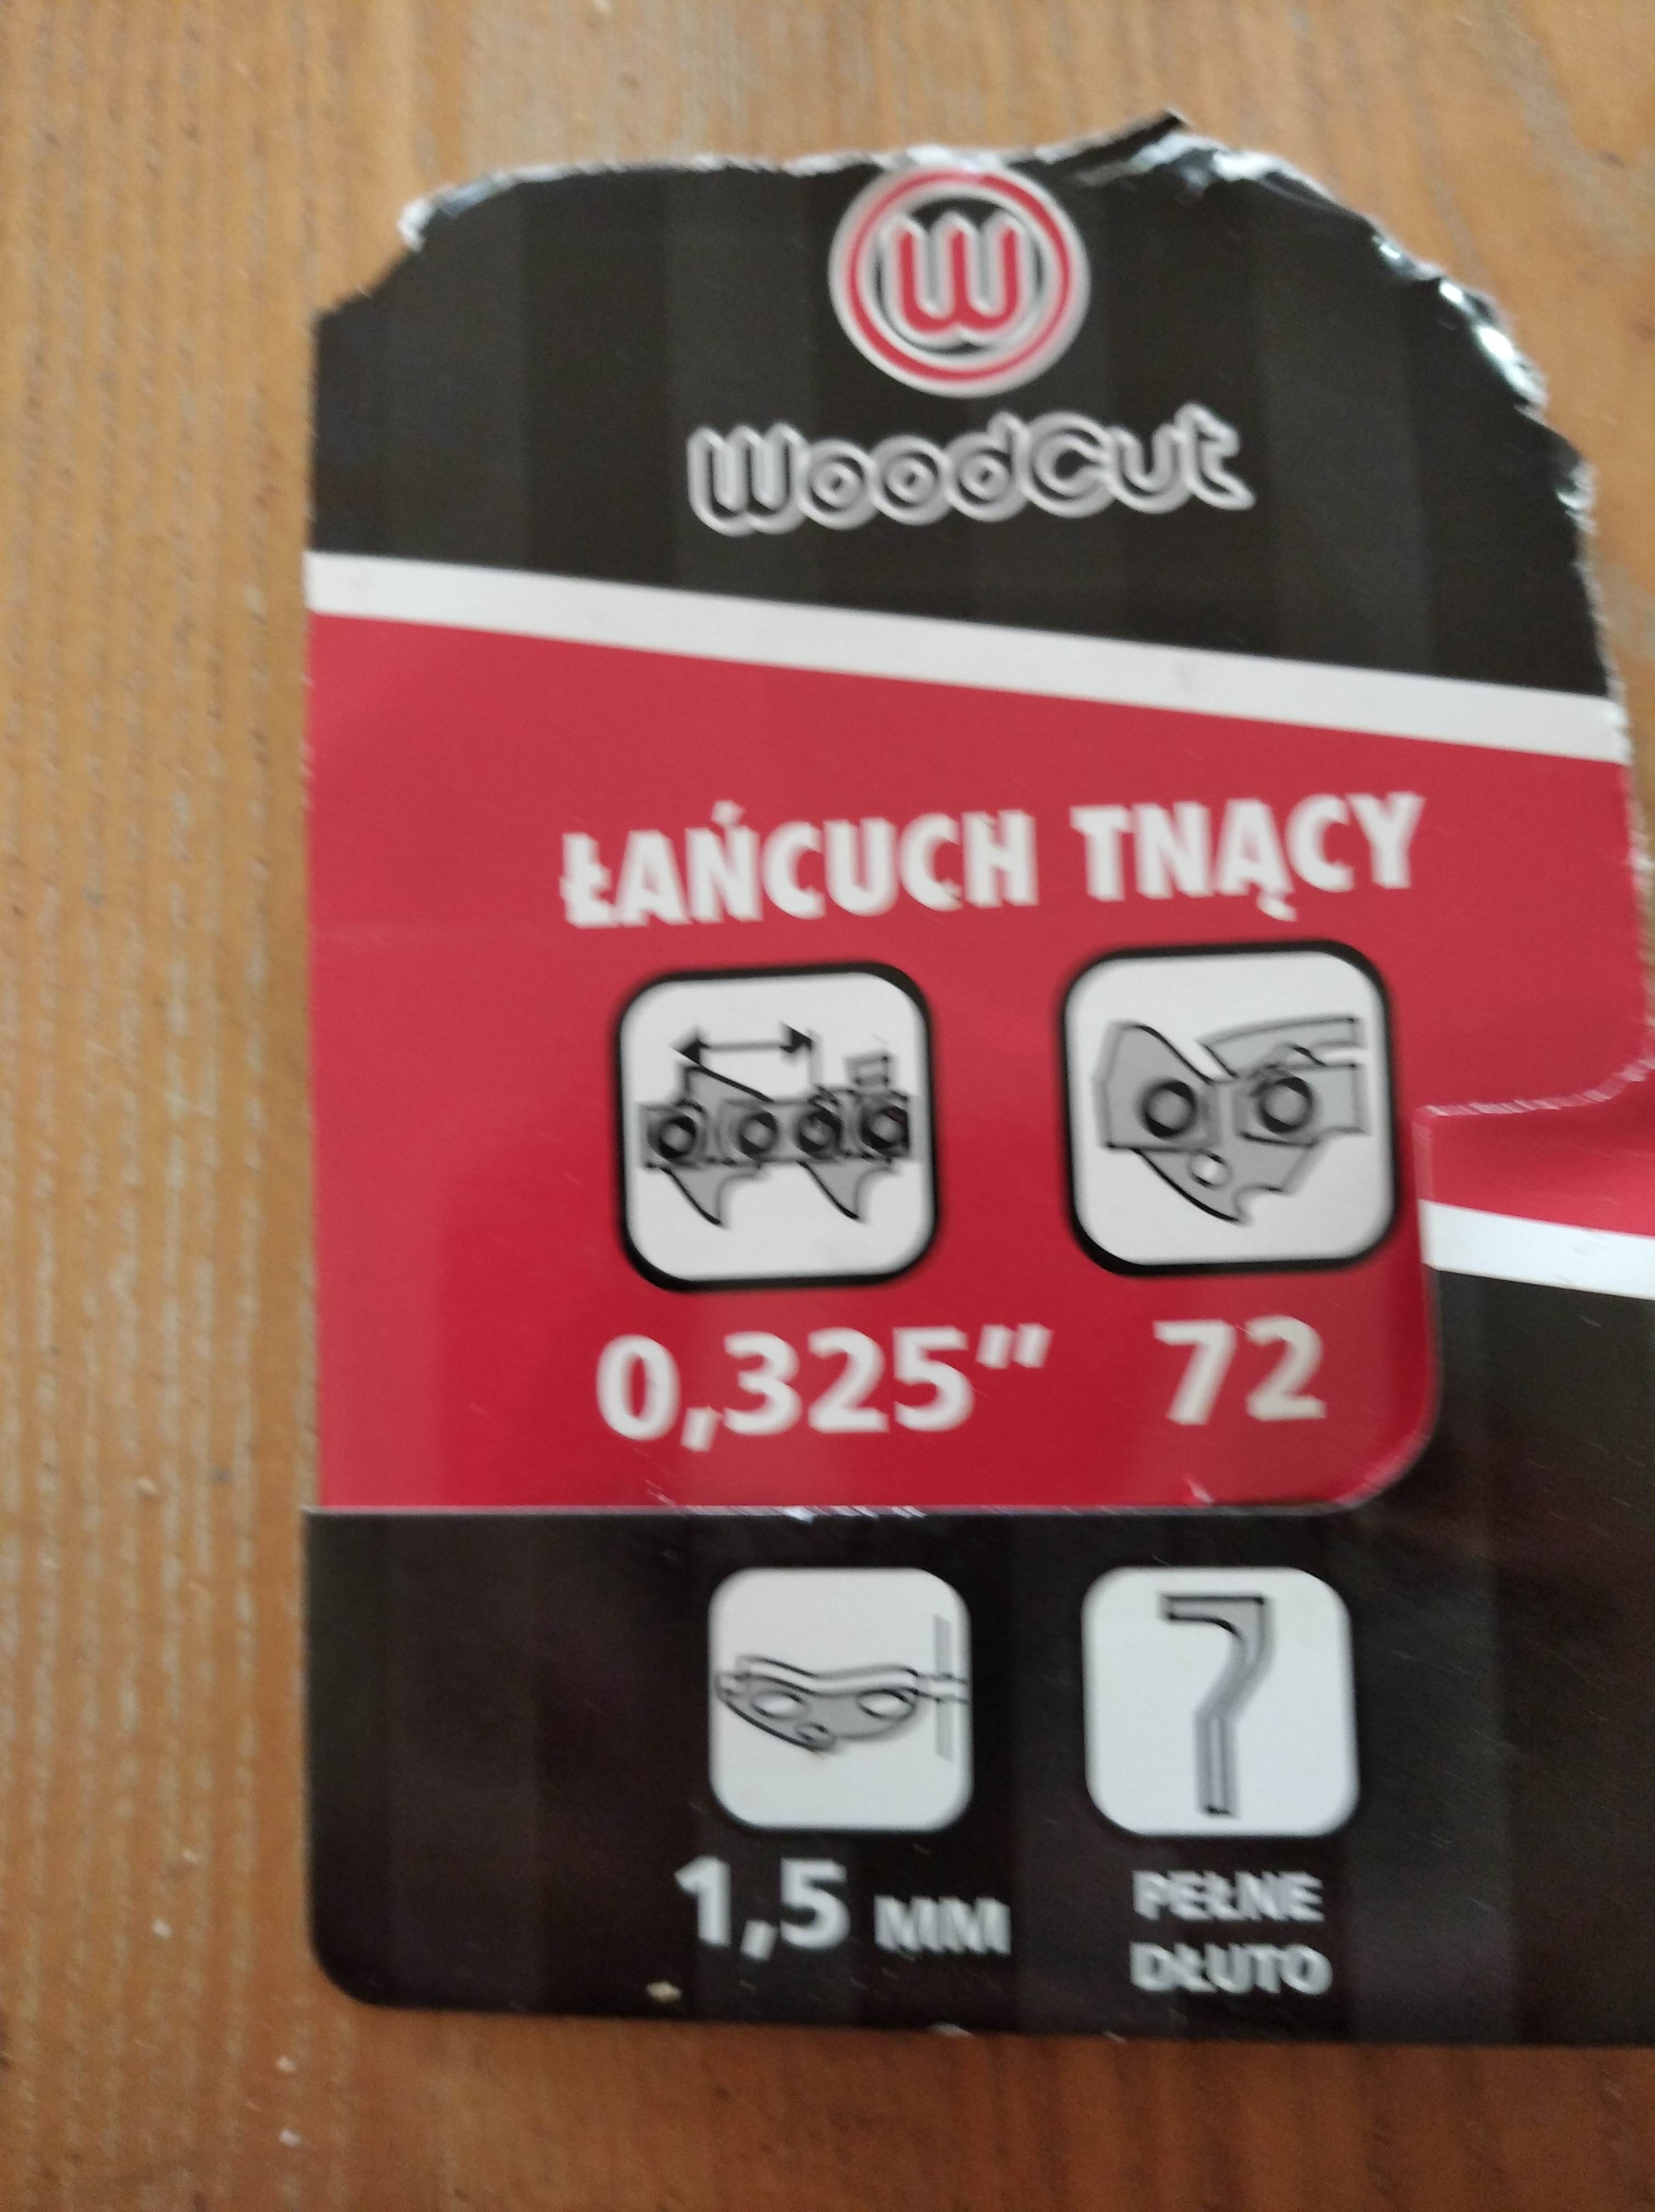 W
WoodCut
ŁAŃCUCH TNĄCY
0,325" 72
1,5 MM
PEŁNE
DŁUTO